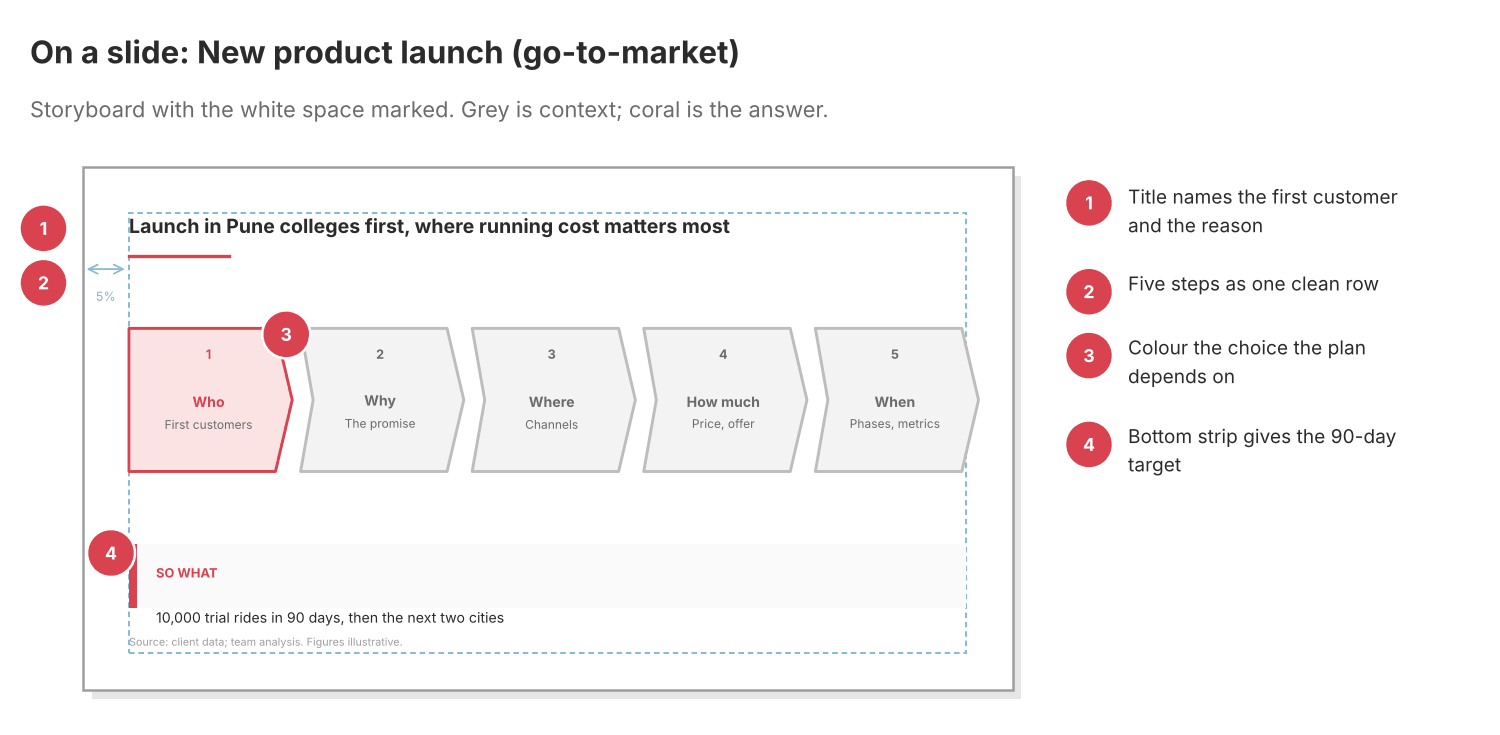 On a slide: New product launch (go-to-market)
Storyboard with the white space marked. Grey is context; coral is the answer.
1
2
5%
Launch in Pune colleges first, where running cost matters most
3
1
Who
First customers
2
Why
The promise
3
Where
Channels
4
How much
Price, offer
5
When
Phases, metrics
4
SO WHAT
10,000 trial rides in 90 days, then the next two cities
Source: client data; team analysis. Figures illustrative.
1
Title names the first customer
and the reason
2
Five steps as one clean row
3
Colour the choice the plan
depends on
4
Bottom strip gives the 90-day
target